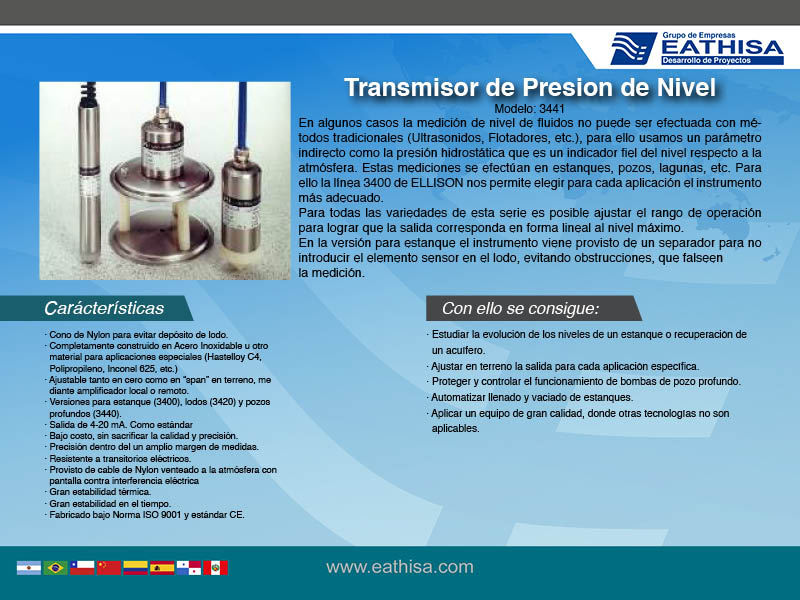 Grupo de Empresas
EATHISA
Desarrollo de Proyectos
Transmisor de Presion de Nivel
Modelo: 3441
En algunos casos la medición de nivel de fluidos no puede ser efectuada con mé-
todos tradicionales (Ultrasonidos, Flotadores, etc.), para ello usamos un parámetro
indirecto como la presión hidrostática que es un indicador fiel del nivel respecto a la
atmósfera. Estas mediciones se efectúan en estanques, pozos, lagunas, etc. Para
ello la línea 3400 de ELLISON nos permite elegir para cada aplicación el instrumento
más adecuado.
Para todas las variedades de esta serie es posible ajustar el rango de operación
para lograr que la salida corresponda en forma lineal al nivel máximo.
En la versión para estanque el instrumento viene provisto de un separador para no
introducir el elemento sensor en el lodo, evitando obstrucciones, que falseen
la medición.
Carácterísticas
· Cono de Nylon para evitar depósito de lodo.
· Completamente construido en Acero Inoxidable u otro
material para aplicaciones especiales (Hastelloy C4,
Polipropileno, Inconel 625, etc.)
· Ajustable tanto en cero como en "span" en terreno, me
diante amplificador local o remoto.
· Versiones para estanque (3400), lodos (3420) y pozos
profundos (3440).
· Salida de 4-20 mA. Como estándar
· Bajo costo, sin sacrificar la calidad y precisión.
· Precisión dentro del un amplio margen de medidas.
· Resistente a transitorios eléctricos.
· Provisto de cable de Nylon venteado a la atmósfera con
pantalla contra interferencia eléctrica
· Gran estabilidad térmica.
· Gran estabilidad en el tiempo.
· Fabricado bajo Norma ISO 9001 y estándar CE.
Con ello se consigue:
· Estudiar la evolución de los niveles de un estanque o recuperación de
un acuífero.
· Ajustar en terreno la salida para cada aplicación específica.
· Proteger y controlar el funcionamiento de bombas de pozo profundo.
· Automatizar llenado y vaciado de estanques.
· Aplicar un equipo de gran calidad, donde otras tecnologías no son
aplicables.
www.eathisa.com